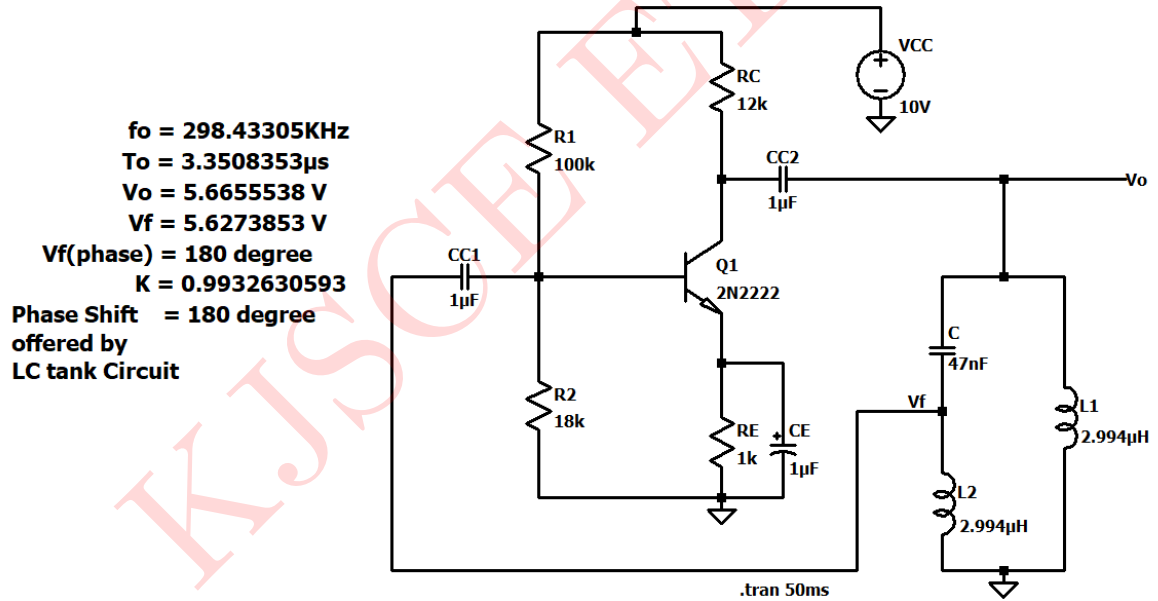 VCC
10V
RC
12k
R1
100k
CC2
1µF
Vo
fo = 298.43305KHz
To = 3.3508353µs
Vo = 5.6655538 V
Vf = 5.6273853 V
Vf(phase) = 180 degree
K = 0.9932630593
Phase Shift = 180 degree
offered by
LC tank Circuit
CC1
1µF
Q1
2N2222
C
47nF
R2
18k
RE
1k
CE
1µF
Vf
L1
2.994µH
L2
2.994µH
.tran 50ms